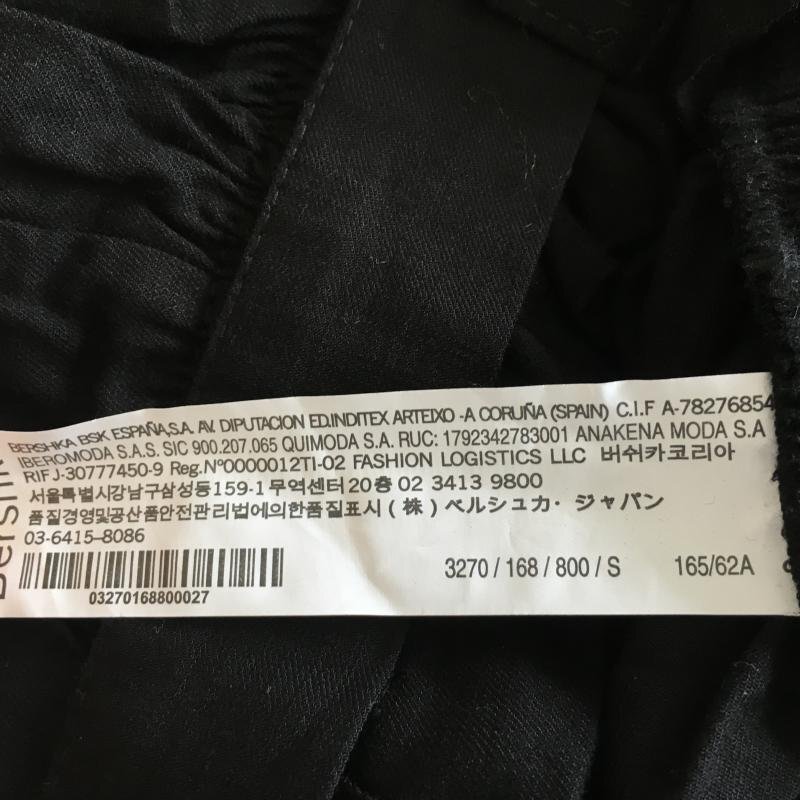 BERSHKA BSK ESPAÑA,S.A. AV. DIPUTACION ED.INDITEX ARTEIXO -A CORUÑA (SPAIN) C.I.F A-78276854
IBEROMODA S.A.S. SIC 900.207.065 QUIMODA S.A. RUC: 1792342783001 ANAKENA MODA S.A
RIF J-30777450-9 Reg.Nº0000012TI-02 FASHION LOGISTICS LLC 버쉬카코리아
서울특별시강남구삼성동159-1무역센터20층 02 3413 9800
품질경영및공산품안전관리법에의한품질표시 (株) ベルシュカ・ジャパン
03-6415-8086
3270 / 168 / 800 / S 165/62A
03270168800027
Bershk